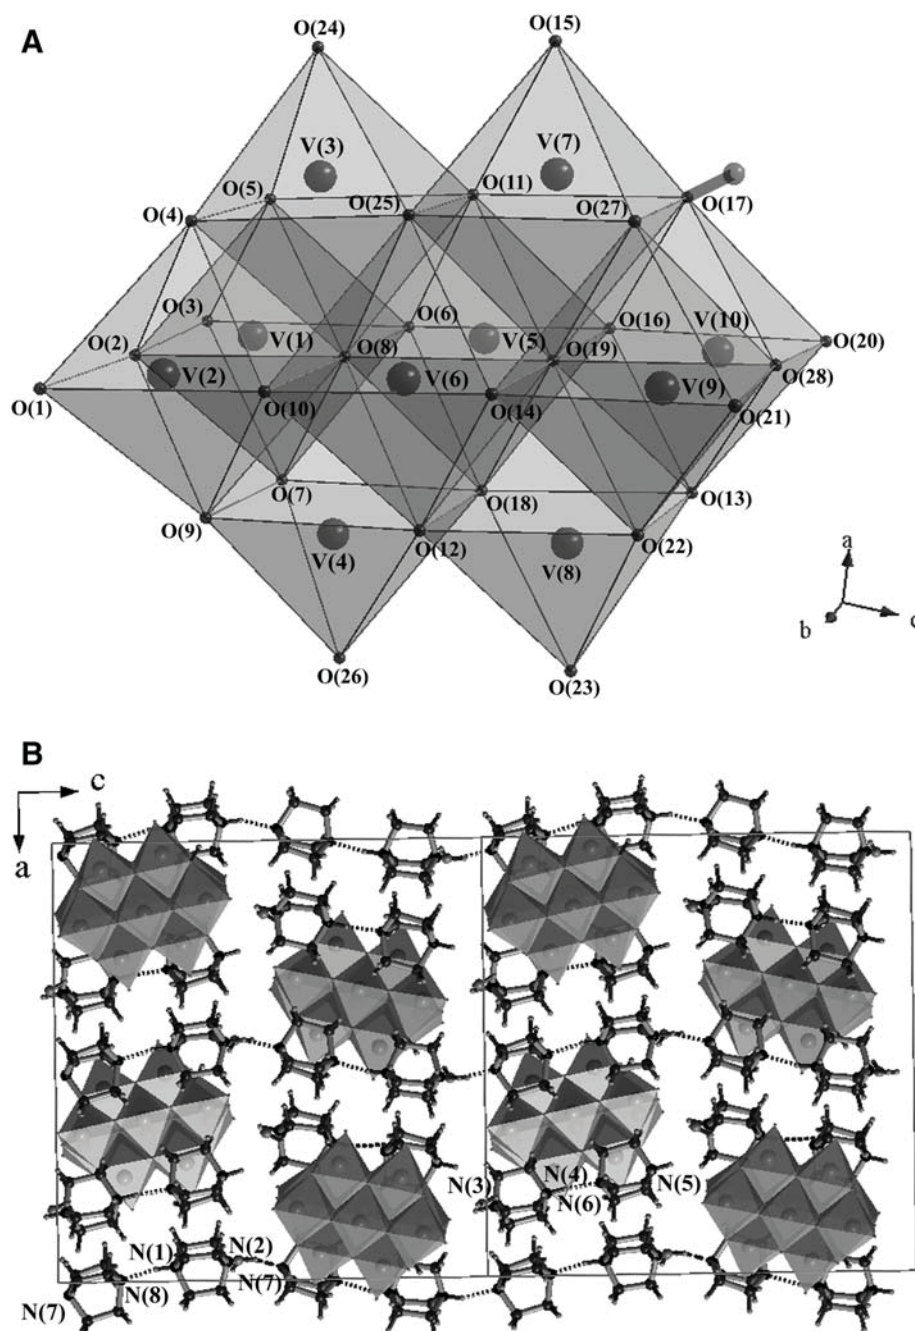 A
O(24) O(15)
V(3) V(7)
O(5) O(11)
O(4) O(25) O(27) O(17)
O(3) O(6) O(16) V(10)
O(2) V(1) O(8) V(5) O(19) O(20)
V(2) V(6) V(9) O(28)
O(1) O(10) O(14) O(21)
O(7) O(18) O(13)
O(9) V(4) O(12) V(8) O(22)
O(26) O(23)
a
b c
B
c
a
N(3) N(4) N(5)
N(6)
N(1) N(2)
N(7) N(8) N(7)